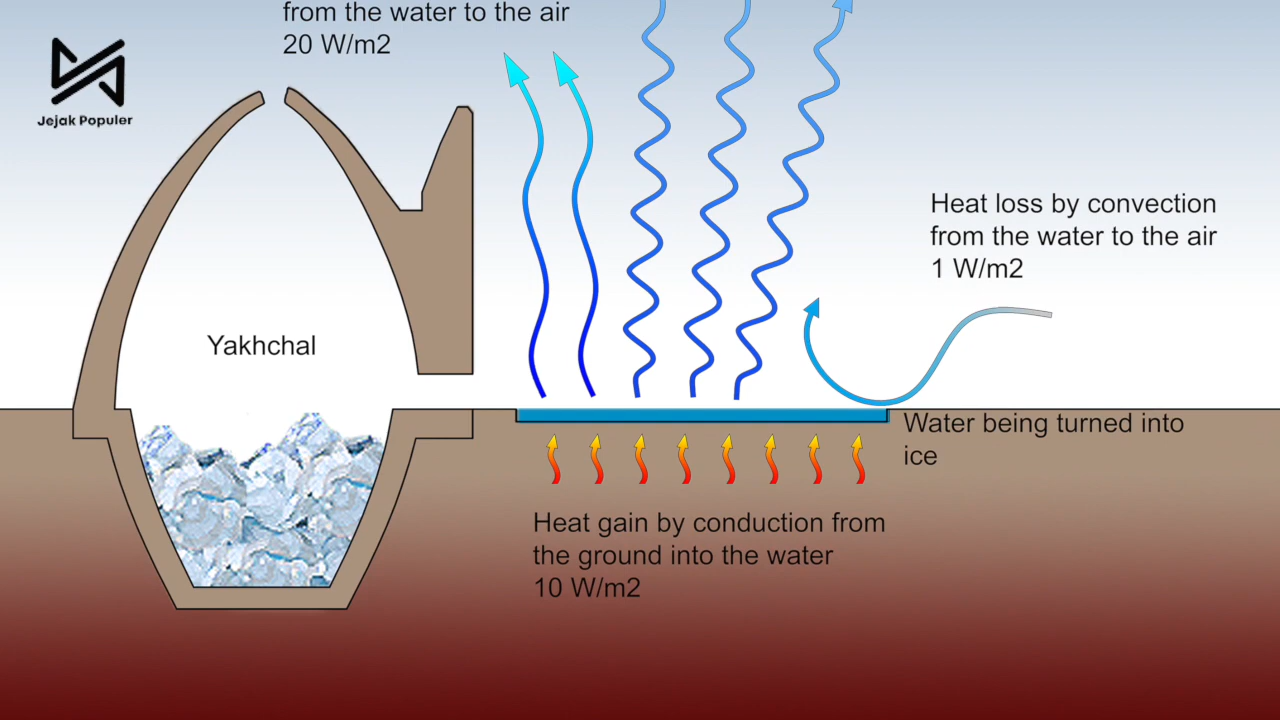 from the water to the air
20 W/m2
Jejak Populer
Heat loss by convection
from the water to the air
1 W/m2
Yakhchal
Water being turned into
ice
Heat gain by conduction from
the ground into the water
10 W/m2